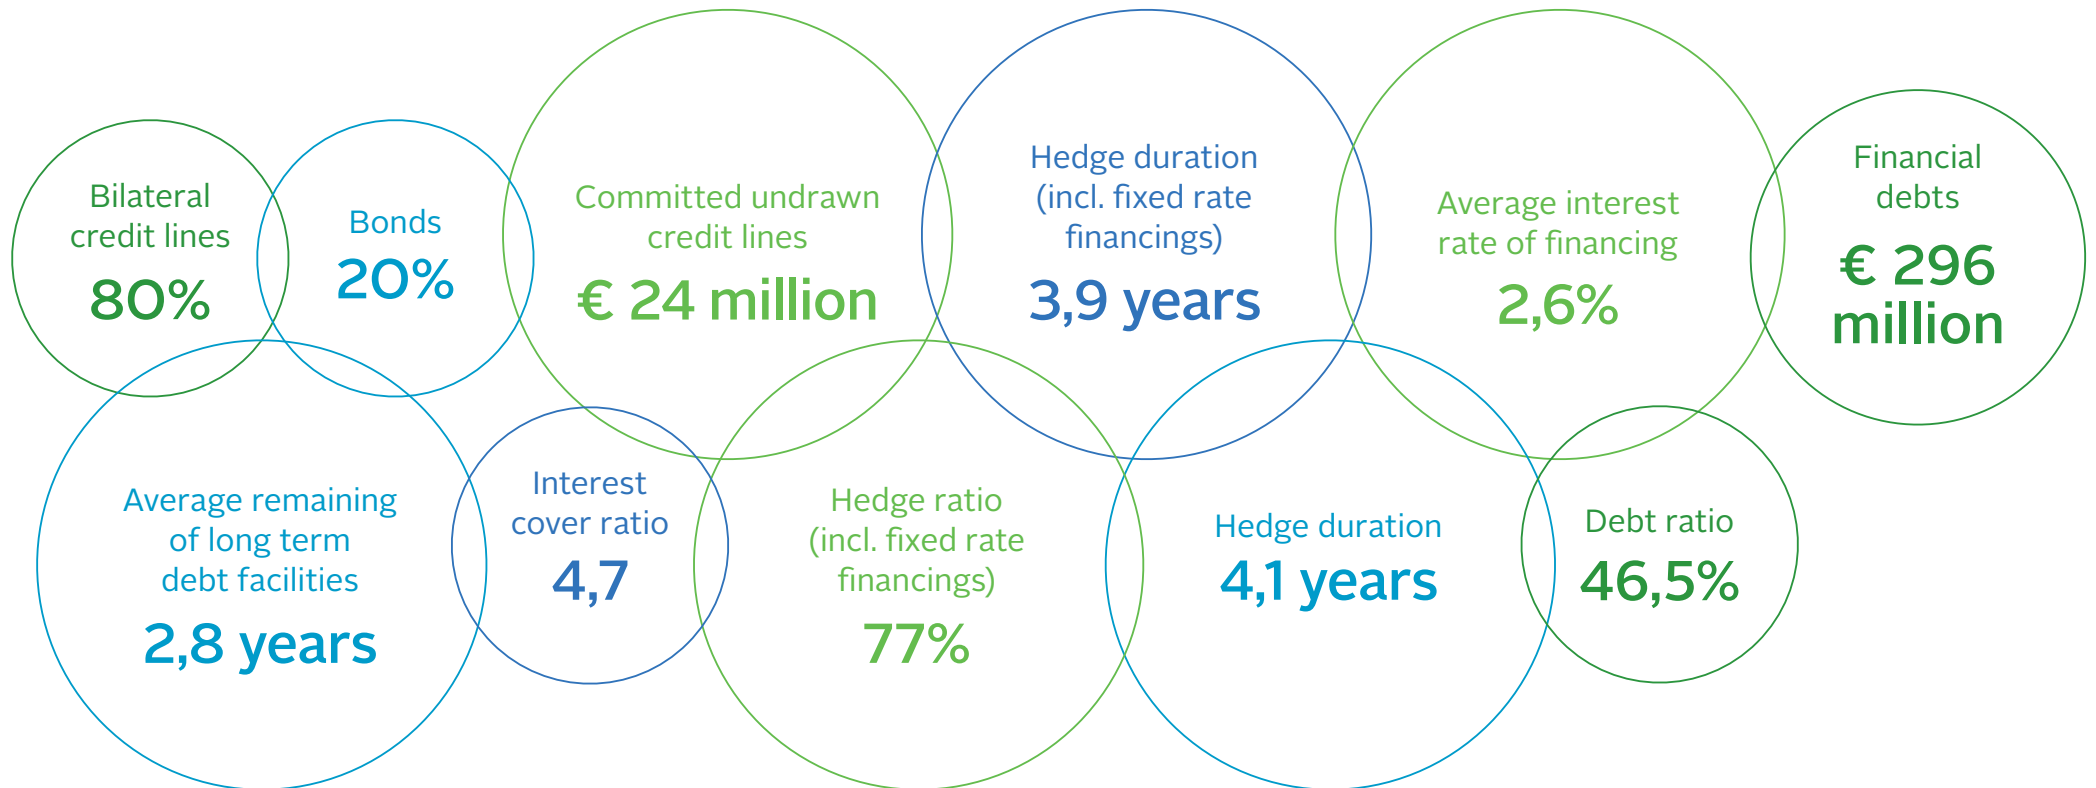 Bilateral
credit lines
80%
Bonds
20%
Committed undrawn
credit lines
€ 24 million
Hedge duration
(incl. fixed rate
financings)
3,9 years
Average interest
rate of financing
2,6%
Financial
debts
€ 296
million
Average remaining
of long term
debt facilities
2,8 years
Interest
cover ratio
4,7
Hedge ratio
(incl. fixed rate
financings)
77%
Hedge duration
4,1 years
Debt ratio
46,5%